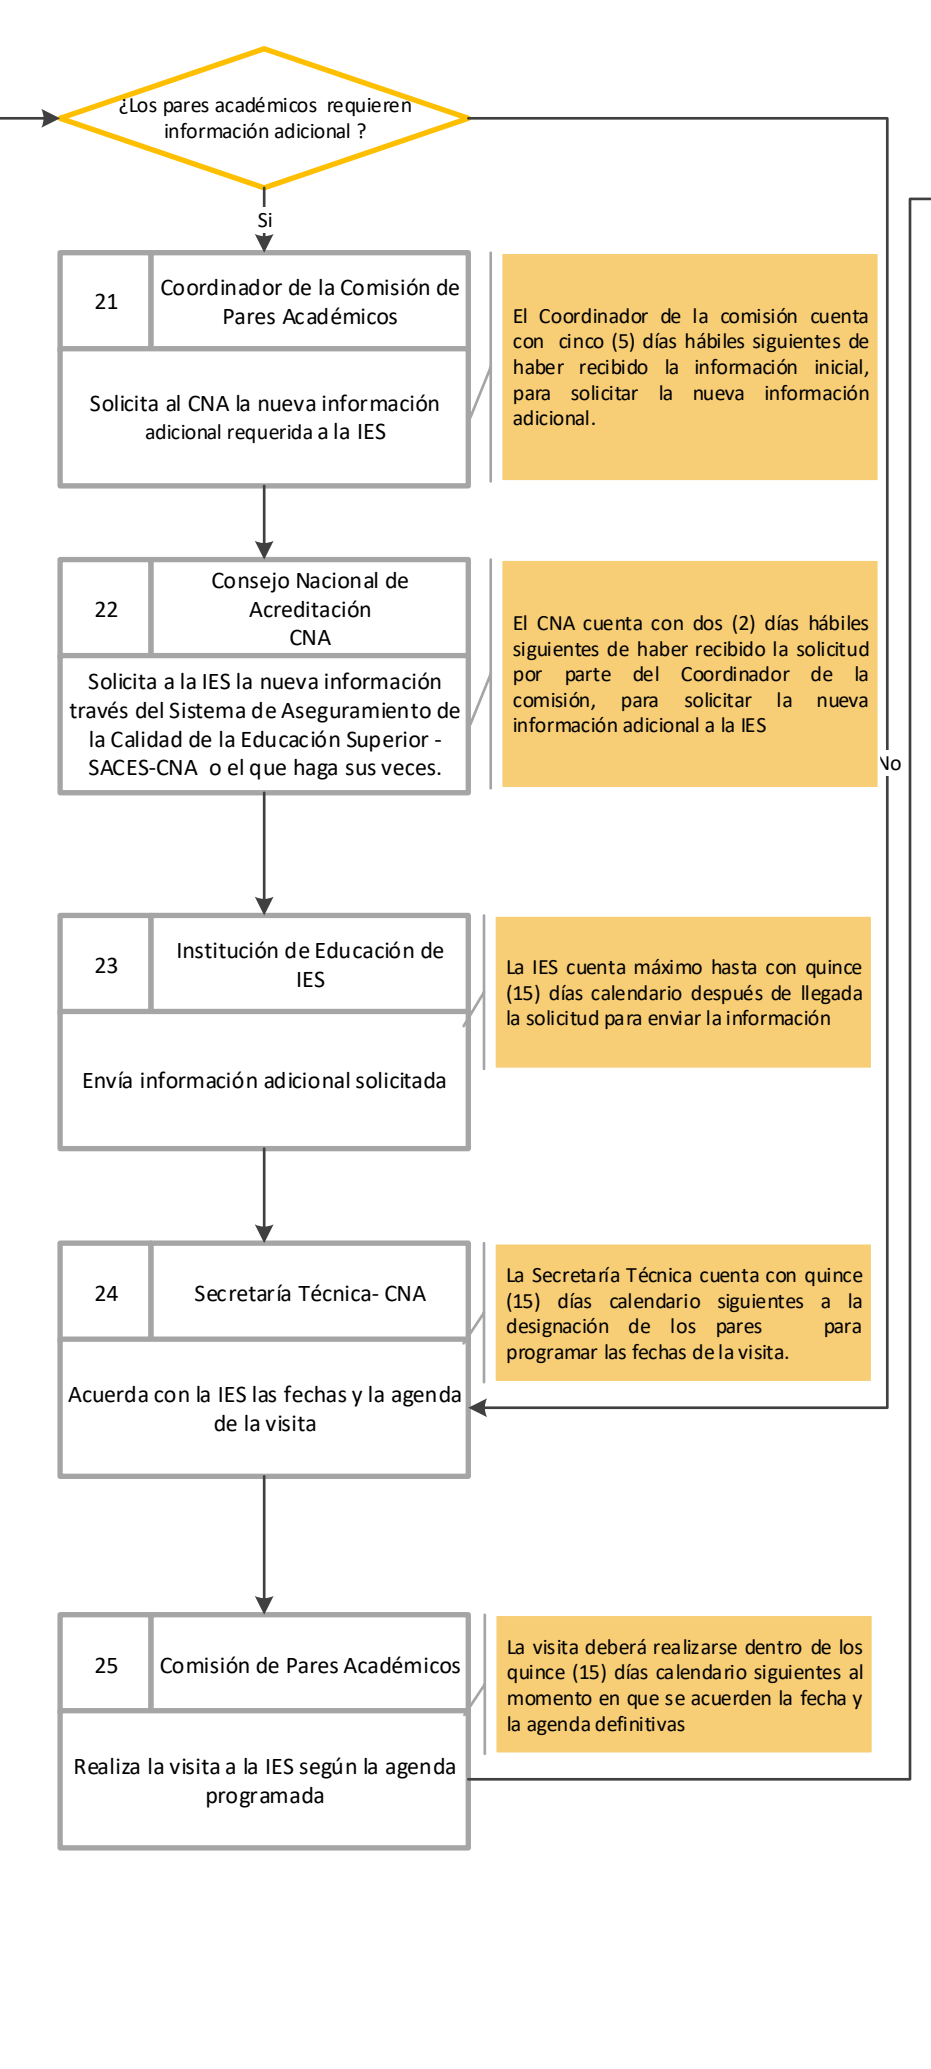 ¿Los pares académicos requieren
información adicional ?
Si
21
Coordinador de la Comisión de
Pares Académicos
Solicita al CNA la nueva información
adicional requerida a la IES
El Coordinador de la comisión cuenta
con cinco (5) días hábiles siguientes de
haber recibido la información inicial,
para solicitar la nueva información
adicional.
22
Consejo Nacional de
Acreditación
CNA
Solicita a la IES la nueva información
través del Sistema de Aseguramiento de
la Calidad de la Educación Superior -
SACES-CNA o el que haga sus veces.
El CNA cuenta con dos (2) días hábiles
siguientes de haber recibido la solicitud
por parte del Coordinador de la
comisión, para solicitar la nueva
información adicional a la IES
No
23
Institución de Educación de
IES
Envía información adicional solicitada
La IES cuenta máximo hasta con quince
(15) días calendario después de llegada
la solicitud para enviar la información
24
Secretaría Técnica- CNA
Acuerda con la IES las fechas y la agenda
de la visita
La Secretaría Técnica cuenta con quince
(15) días calendario siguientes a la
designación de los pares para
programar las fechas de la visita.
25
Comisión de Pares Académicos
Realiza la visita a la IES según la agenda
programada
La visita deberá realizarse dentro de los
quince (15) días calendario siguientes al
momento en que se acuerden la fecha y
la agenda definitivas